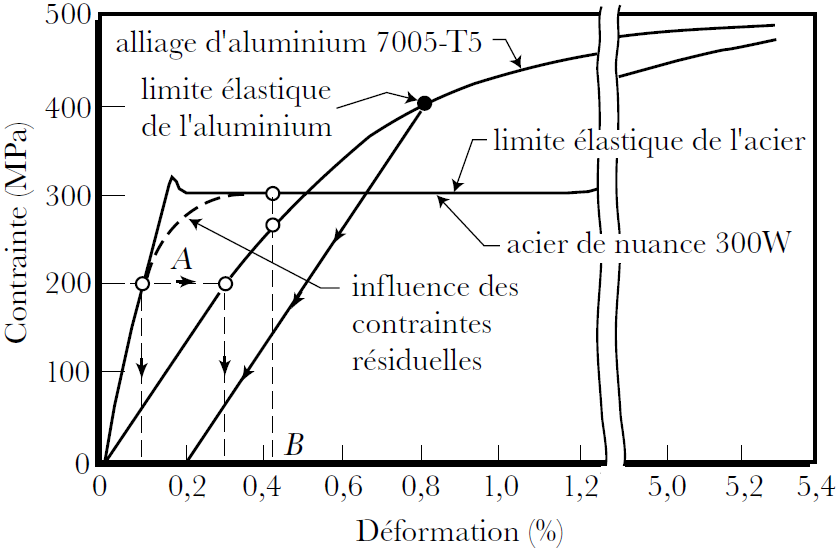 500
alliage d'aluminium 7005-T5
limite élastique
de l'aluminium
400
limite élastique de l'acier
300
acier de nuance 300W
A
200
influence des
contraintes
résiduelles
100
B
0
0 0,2 0,4 0,6 0,8 1,0 1,2 5,0 5,2 5,4
Contrainte (MPa)
Déformation (%)